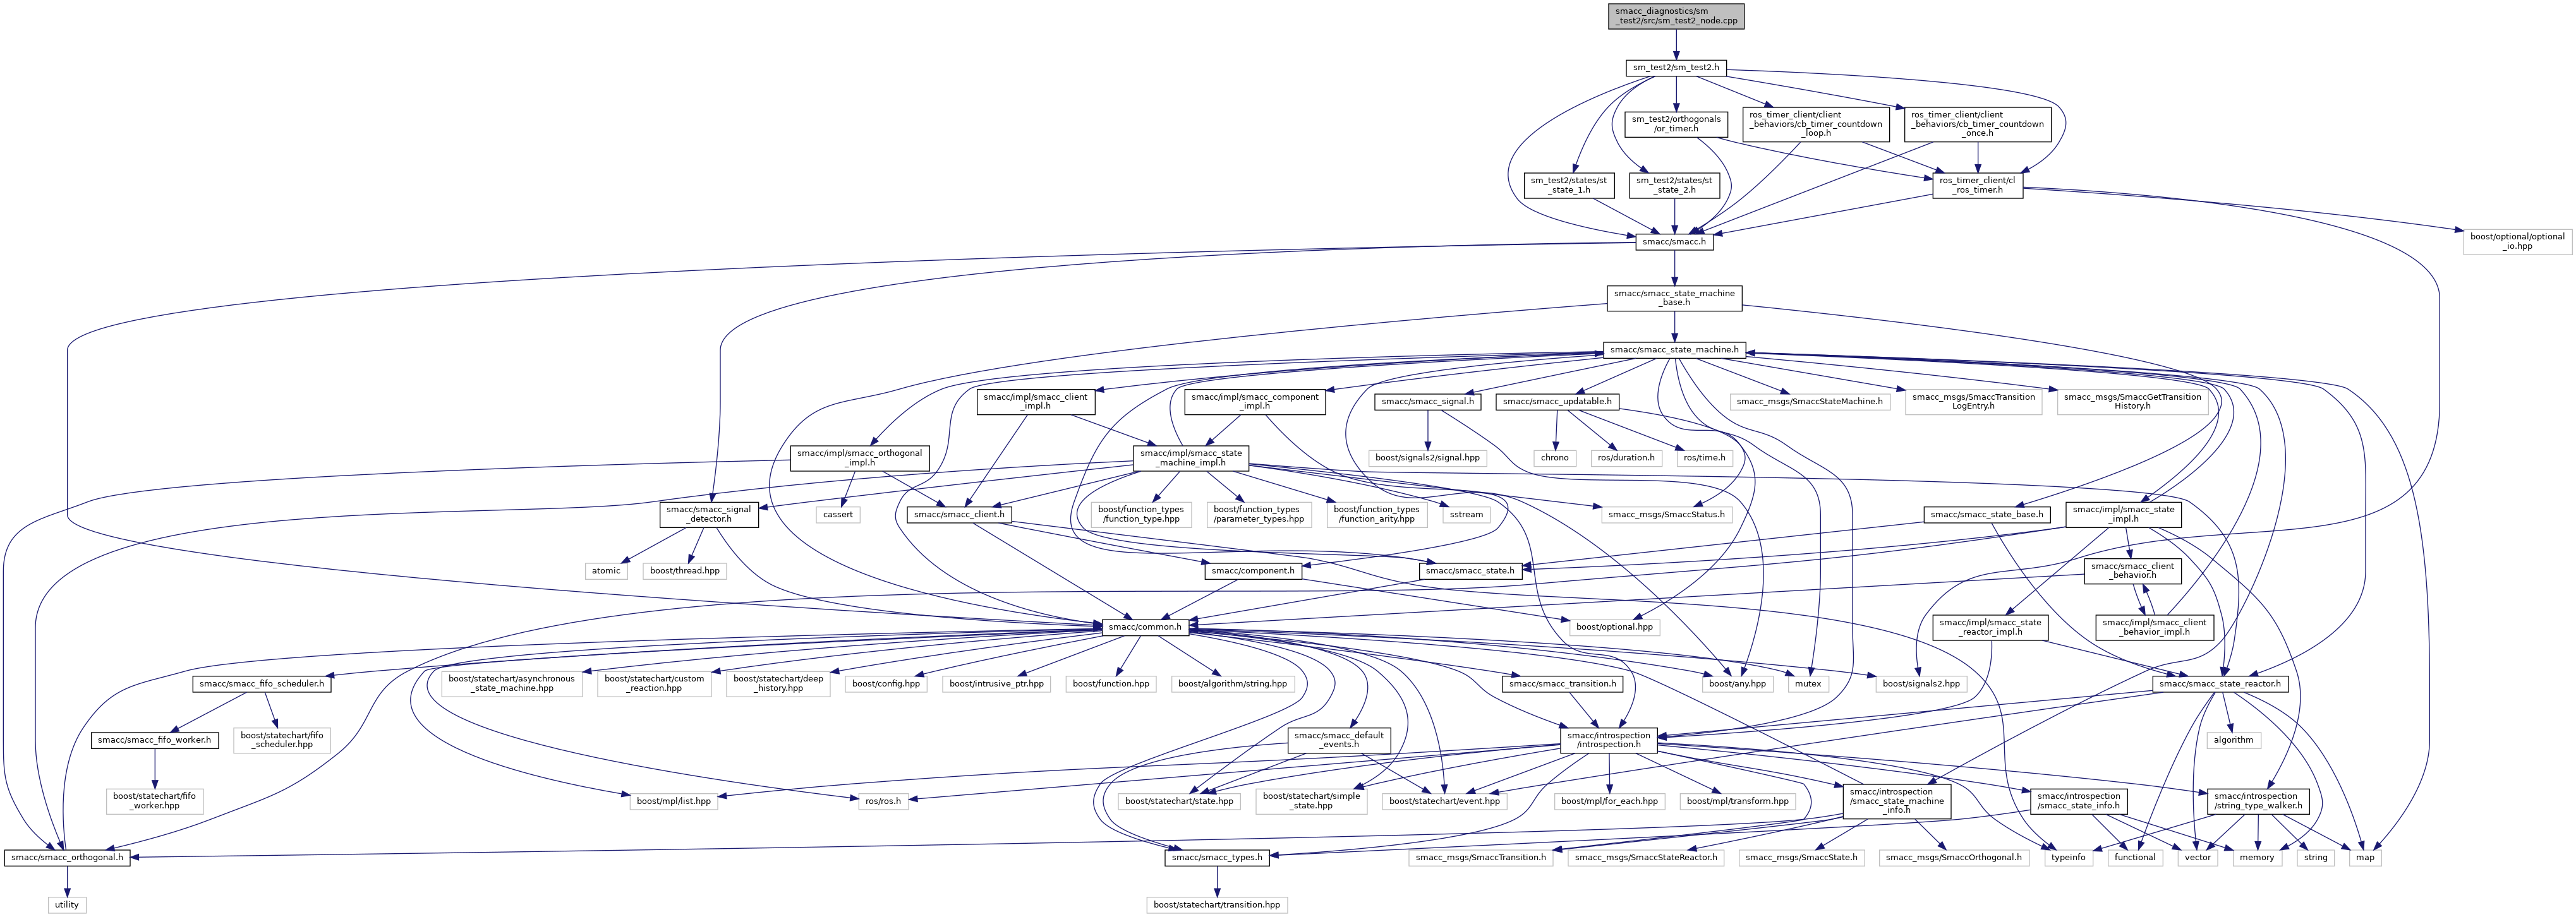 smacc_diagnostics/sm
_test2/src/sm_test2_node.cpp
sm_test2/sm_test2.h
sm_test2/orthogonals
/or_timer.h
ros_timer_client/client
_behaviors/cb_timer_countdown
_loop.h
ros_timer_client/client
_behaviors/cb_timer_countdown
_once.h
sm_test2/states/st
_state_1.h
sm_test2/states/st
_state_2.h
ros_timer_client/cl
_ros_timer.h
smacc/smacc.h
boost/optional/optional
_io.hpp
smacc/smacc_state_machine
_base.h
smacc/smacc_state_machine.h
smacc/impl/smacc_client
_impl.h
smacc/impl/smacc_component
_impl.h
smacc/smacc_signal.h
smacc/smacc_updatable.h
smacc_msgs/SmaccStateMachine.h
smacc_msgs/SmaccTransition
LogEntry.h
smacc_msgs/SmaccGetTransition
History.h
smacc/impl/smacc_orthogonal
_impl.h
smacc/impl/smacc_state
_machine_impl.h
boost/signals2/signal.hpp
chrono
ros/duration.h
ros/time.h
smacc/smacc_signal
_detector.h
cassert
smacc/smacc_client.h
boost/function_types
/function_type.hpp
boost/function_types
/parameter_types.hpp
boost/function_types
/function_arity.hpp
sstream
smacc_msgs/SmaccStatus.h
smacc/smacc_state_base.h
smacc/impl/smacc_state
_impl.h
atomic
boost/thread.hpp
smacc/component.h
smacc/smacc_state.h
smacc/smacc_client
_behavior.h
smacc/common.h
boost/optional.hpp
smacc/impl/smacc_state
_reactor_impl.h
smacc/impl/smacc_client
_behavior_impl.h
smacc/smacc_fifo_scheduler.h
boost/statechart/asynchronous
_state_machine.hpp
boost/statechart/custom
_reaction.hpp
boost/statechart/deep
_history.hpp
boost/config.hpp
boost/intrusive_ptr.hpp
boost/function.hpp
boost/algorithm/string.hpp
smacc/smacc_transition.h
boost/any.hpp
mutex
boost/signals2.hpp
smacc/smacc_state_reactor.h
smacc/smacc_fifo_worker.h
boost/statechart/fifo
_scheduler.hpp
smacc/smacc_default
_events.h
smacc/introspection
/introspection.h
algorithm
boost/statechart/fifo
_worker.hpp
boost/mpl/list.hpp
ros/ros.h
boost/statechart/state.hpp
boost/statechart/simple
_state.hpp
boost/statechart/event.hpp
boost/mpl/for_each.hpp
boost/mpl/transform.hpp
smacc/introspection
/smacc_state_machine
_info.h
smacc/introspection
/smacc_state_info.h
smacc/introspection
/string_type_walker.h
smacc/smacc_orthogonal.h
smacc/smacc_types.h
smacc_msgs/SmaccTransition.h
smacc_msgs/SmaccStateReactor.h
smacc_msgs/SmaccState.h
smacc_msgs/SmaccOrthogonal.h
typeinfo
functional
vector
memory
string
map
utility
boost/statechart/transition.hpp